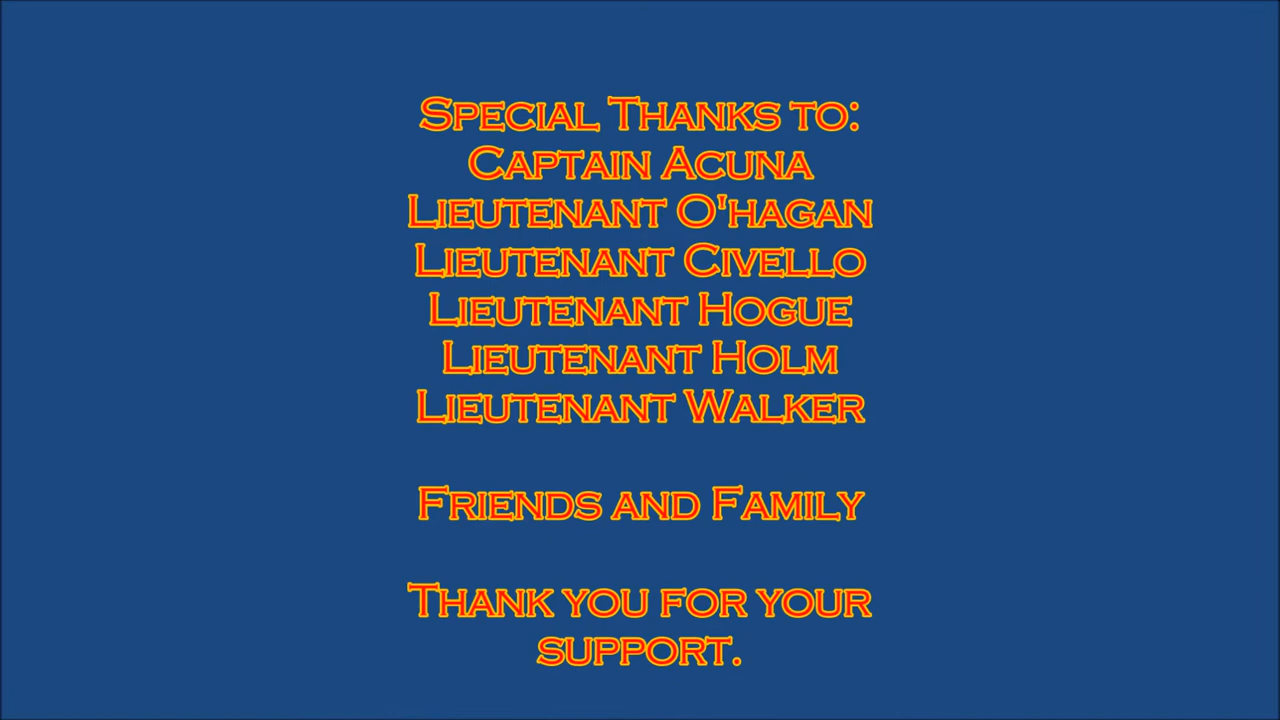 Special Thanks to:
Captain Acuna
Lieutenant O'hagan
Lieutenant Civello
Lieutenant Hogue
Lieutenant Holm
Lieutenant Walker
Friends and Family
Thank you for your
support.